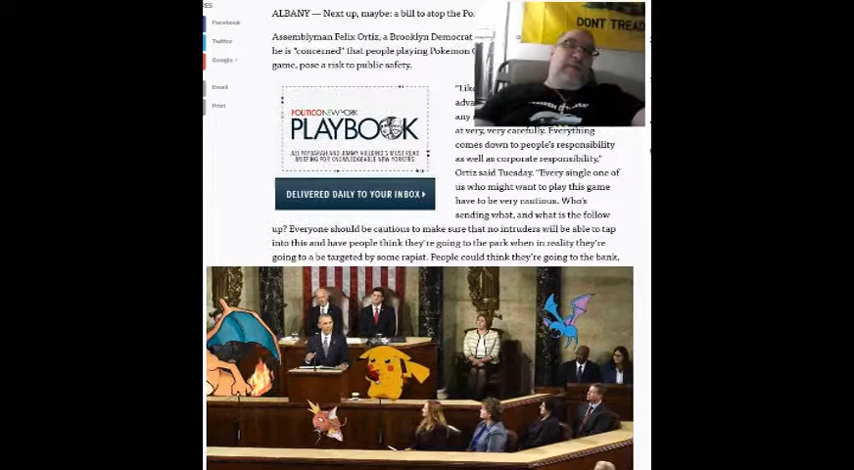 Facebook
Twitter
Google +
Email
Print
ALBANY — Next up, maybe: a bill to stop the
Assemblyman Felix Ortiz, a Brooklyn Democrat
he is “concerned” that people playing Pokemon
game, pose a risk to public safety.
POLITICO NEW YORK
PLAYBOOK
MUST READ
BRIEFING FOR KNOWLEDGEABLE NEW YORKERS.
DELIVERED DAILY TO YOUR INBOX
DONT TREAD
any
at very, very carefully. Everything
comes down to people's responsibility
as well as corporate responsibility,”
Ortiz said Tuesday. “Every single one of
us who might want to play this game
have to be very cautious. Who's
sending what, and what is the follow
up? Everyone should be cautious to make sure that no intruders will be able to tap
into this and have people think they're going to the park when in reality they're
going to a be targeted by some rapist. People could think they're going to the bank,